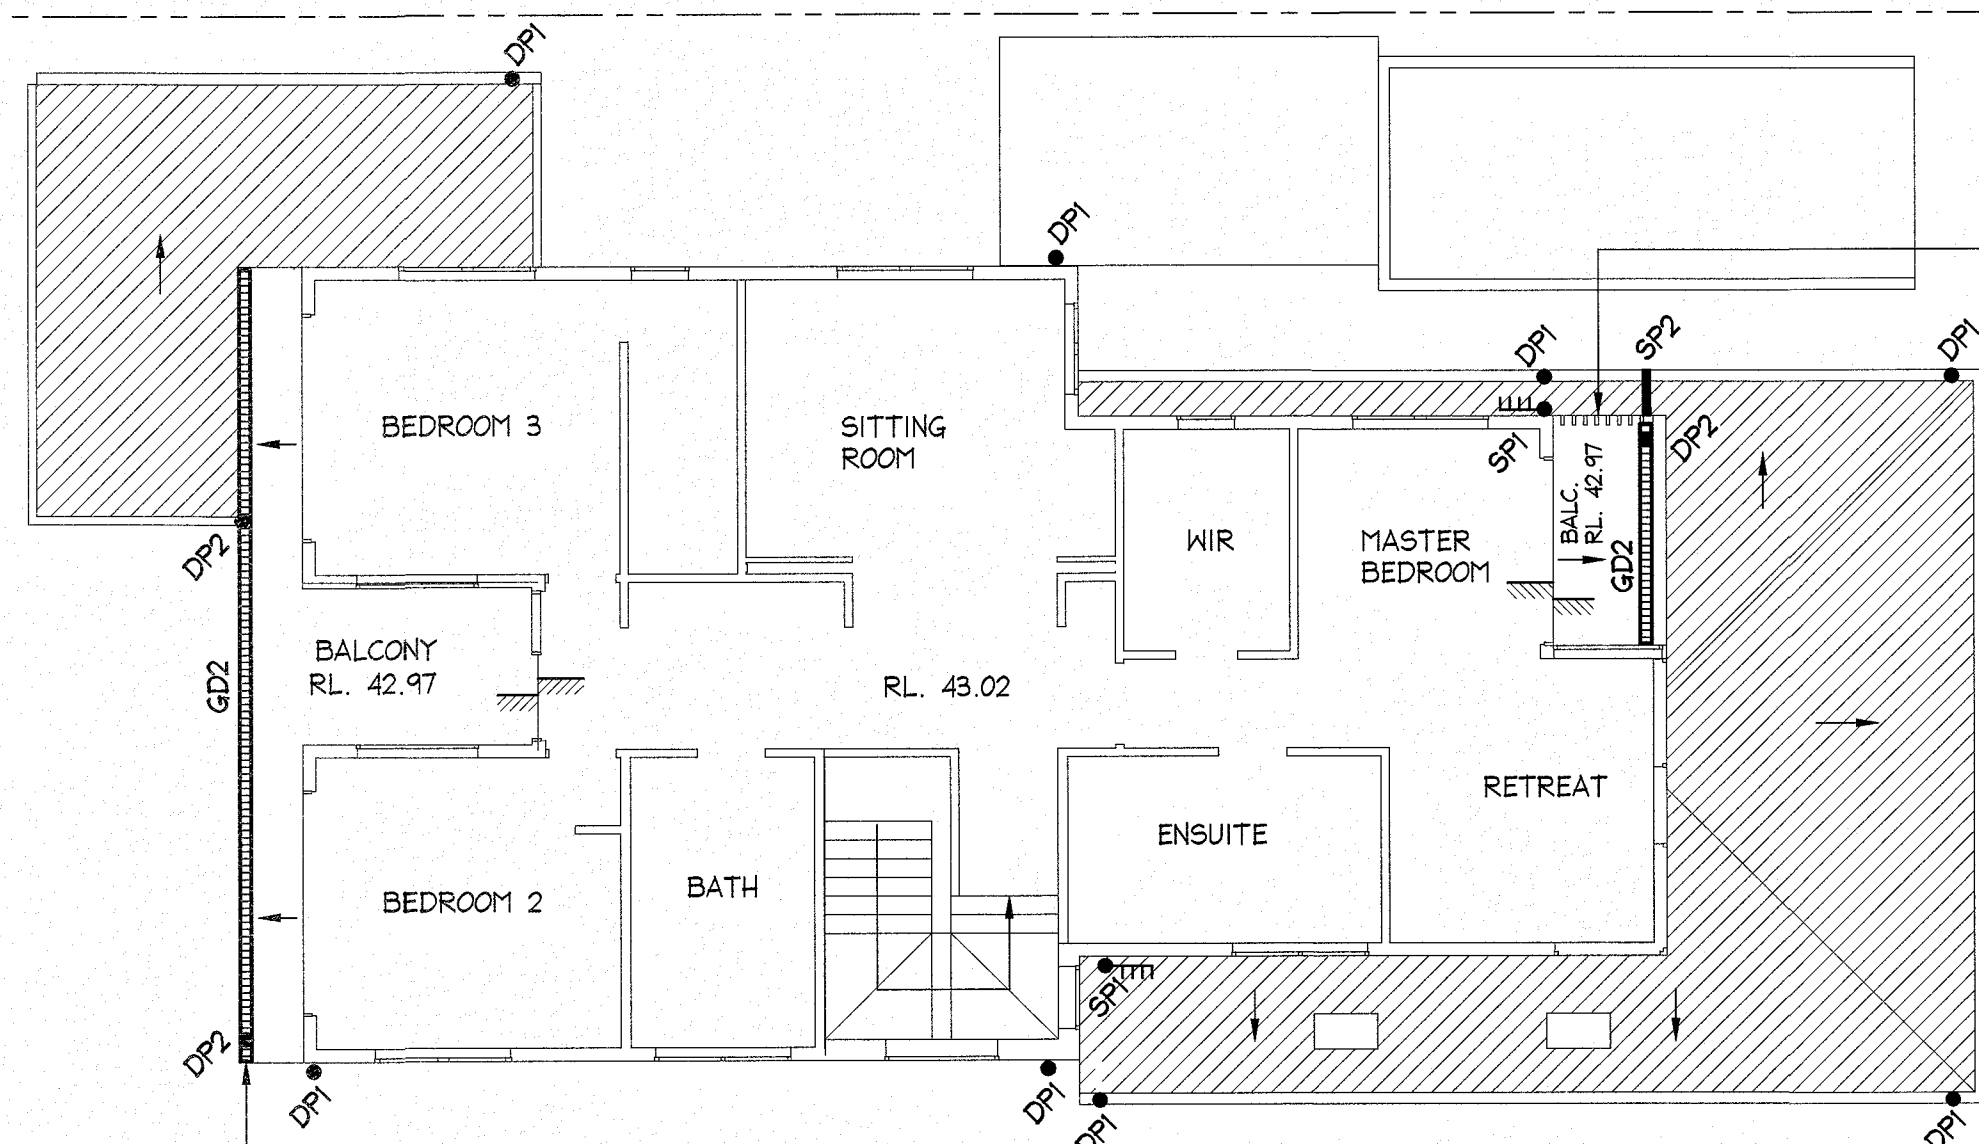 DP1
DP1
DP1
SP2
DP1
BEDROOM 3
SITTING
ROOM
SP1
DP2
BALC.
RL. 42.97
GD2
WIR
MASTER
BEDROOM
DP2
BALCONY
RL. 42.97
GD2
RL. 43.02
RETREAT
ENSUITE
BATH
BEDROOM 2
SP1
DP2
DP1
DP1
DP1
DP1